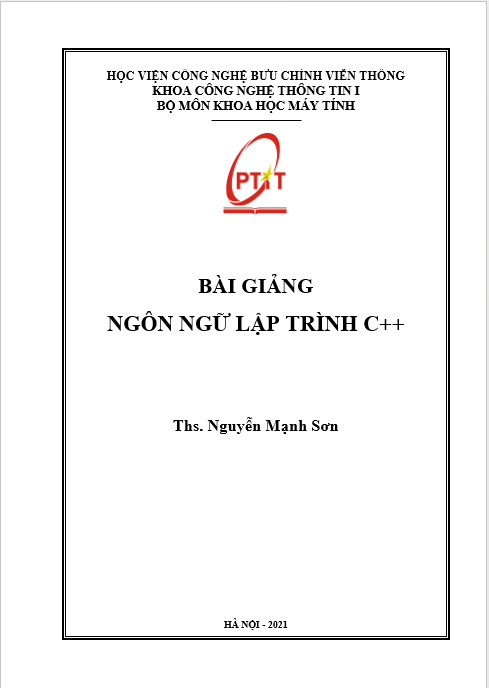 HỌC VIỆN CÔNG NGHỆ BƯU CHÍNH VIỄN THÔNG
KHOA CÔNG NGHỆ THÔNG TIN I
BỘ MÔN KHOA HỌC MÁY TÍNH
PTIT
BÀI GIẢNG
NGÔN NGỮ LẬP TRÌNH C++
Ths. Nguyễn Mạnh Sơn
HÀ NỘI - 2021